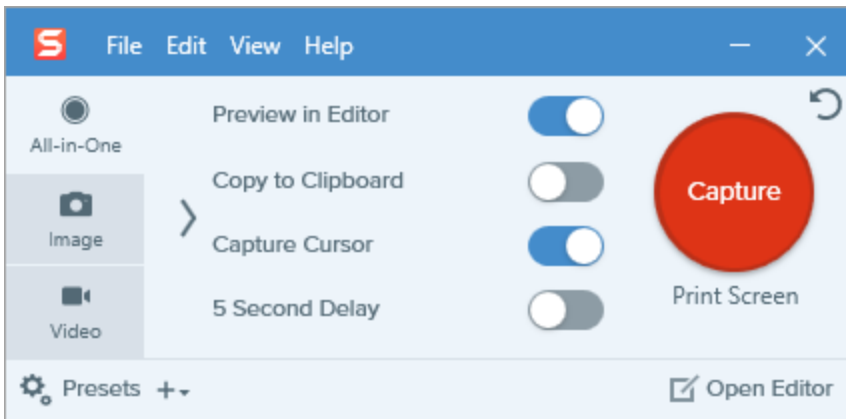 S File Edit View Help
All-in-One
Image
Video
Preview in Editor
Copy to Clipboard
Capture Cursor
5 Second Delay
Capture
Print Screen
Presets
Open Editor